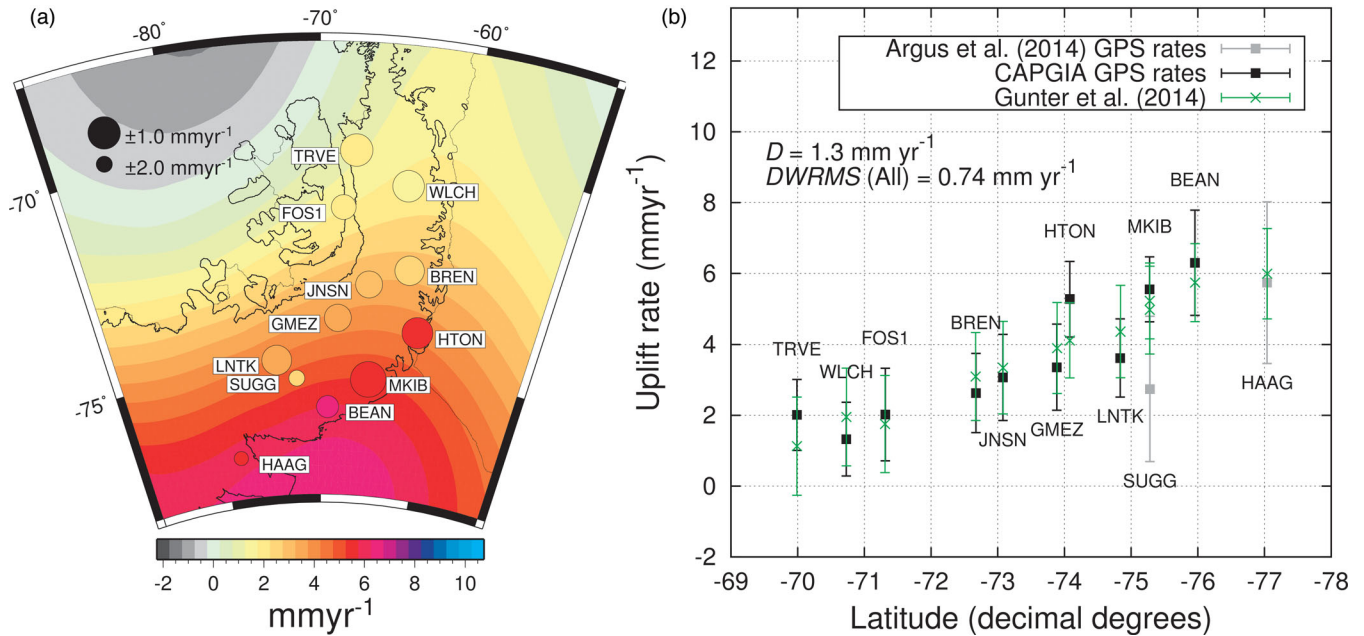 (a)
-80°
-70°
-60°
±1.0 mmyr-1
±2.0 mmyr-1
-70°
-75°
TRVE
WLCH
FOS1
BREN
JNSN
GMEZ
HTON
LNTK
SUGG
MKIB
BEAN
HAAG
-2 0 2 4 6 8 10
mmyr-1
(b)
Argus et al. (2014) GPS rates
CAPGIA GPS rates
Gunter et al. (2014)
D = 1.3 mm yr-1
DWRMS (All) = 0.74 mm yr-1
BEAN
MKIB
HTON
TRVE
FOS1
WLCH
BREN
HAAG
JNSN
GMEZ
LNTK
SUGG
Uplift rate (mmyr-1)
12
10
8
6
4
2
0
-2
-69 -70 -71 -72 -73 -74 -75 -76 -77 -78
Latitude (decimal degrees)